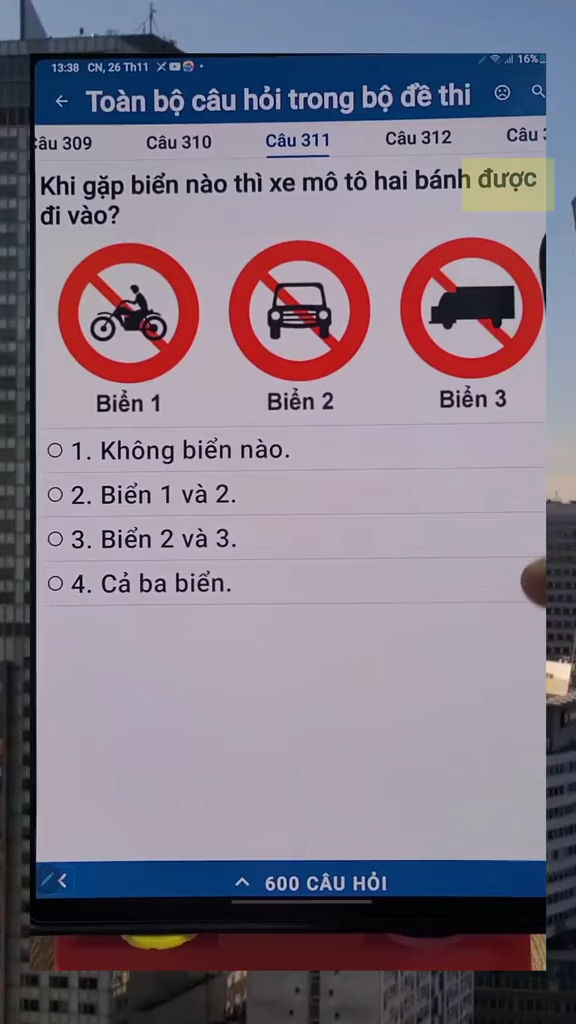 13:38 CN, 26 Th11
16%
Toàn bộ câu hỏi trong bộ đề thi
âu 309 Câu 310 Câu 311 Câu 312 Câu
Khi gặp biển nào thì xe mô tô hai bánh được
đi vào?
Biển 1 Biển 2 Biển 3
1. Không biển nào.
2. Biển 1 và 2.
3. Biển 2 và 3.
4. Cả ba biển.
600 CÂU HỎI